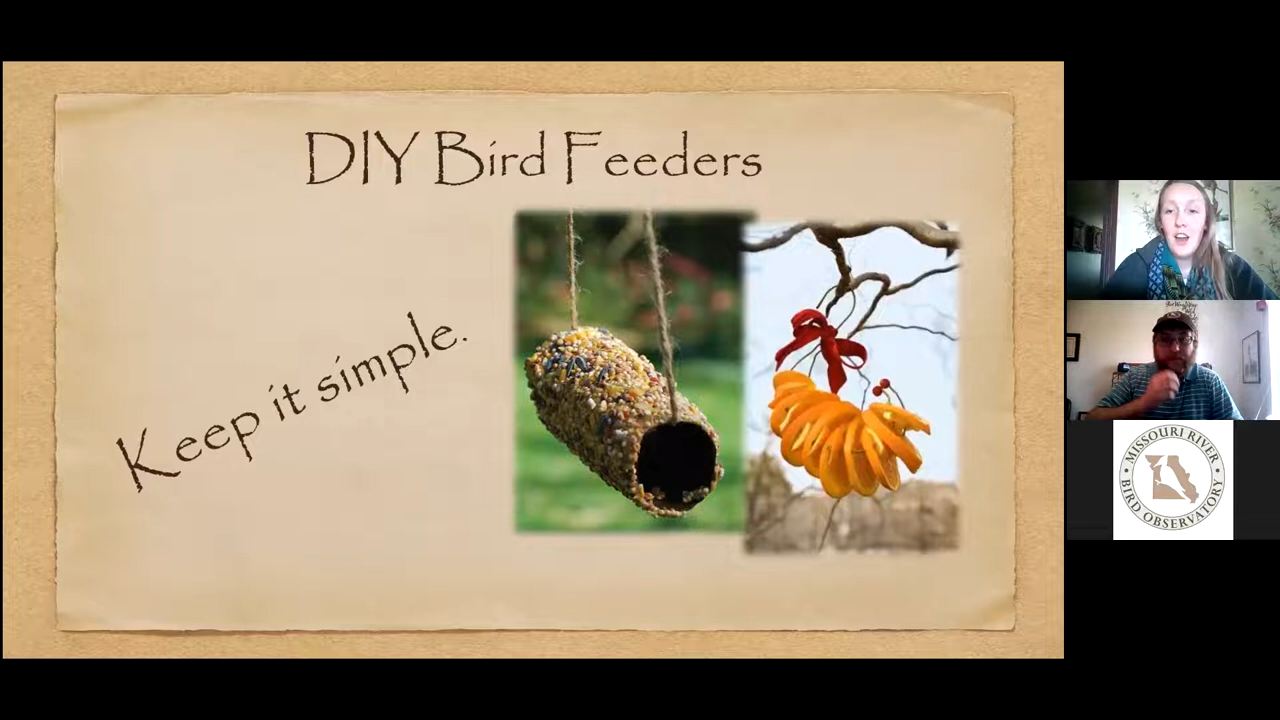 DIY Bird Feeders
Keep it simple.
MISSOURI RIVER
BIRD OBSERVATORY